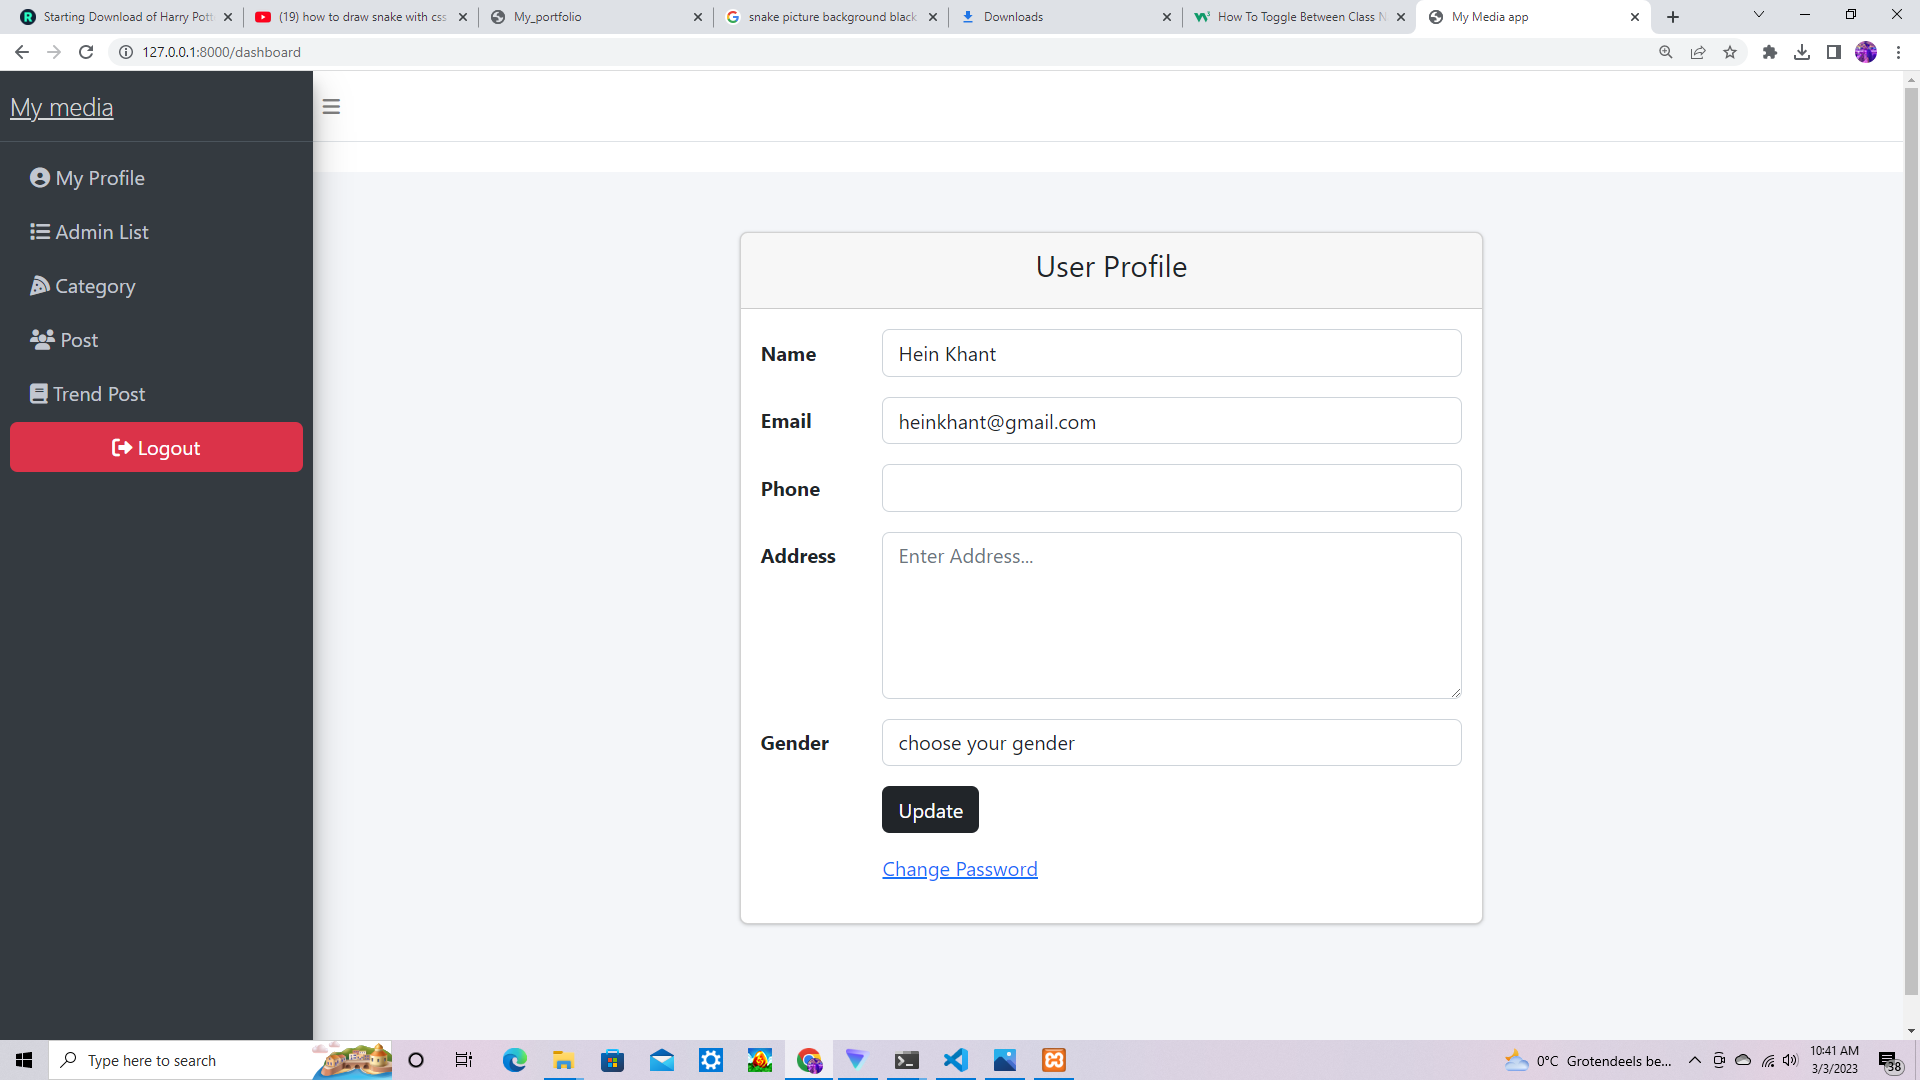 Starting Download of Harry Pott
(19) how to draw snake with css
My_portfolio
snake picture background black
Downloads
How To Toggle Between Class N
My Media app
127.0.0.1:8000/dashboard
My media
My Profile
Admin List
Category
Post
Trend Post
Logout
User Profile
Name
Hein Khant
Email
heinkhant@gmail.com
Phone
Address
Enter Address...
Gender
choose your gender
Update
Change Password
Type here to search
0°C Grotendeels be...
10:41 AM
3/3/2023
38